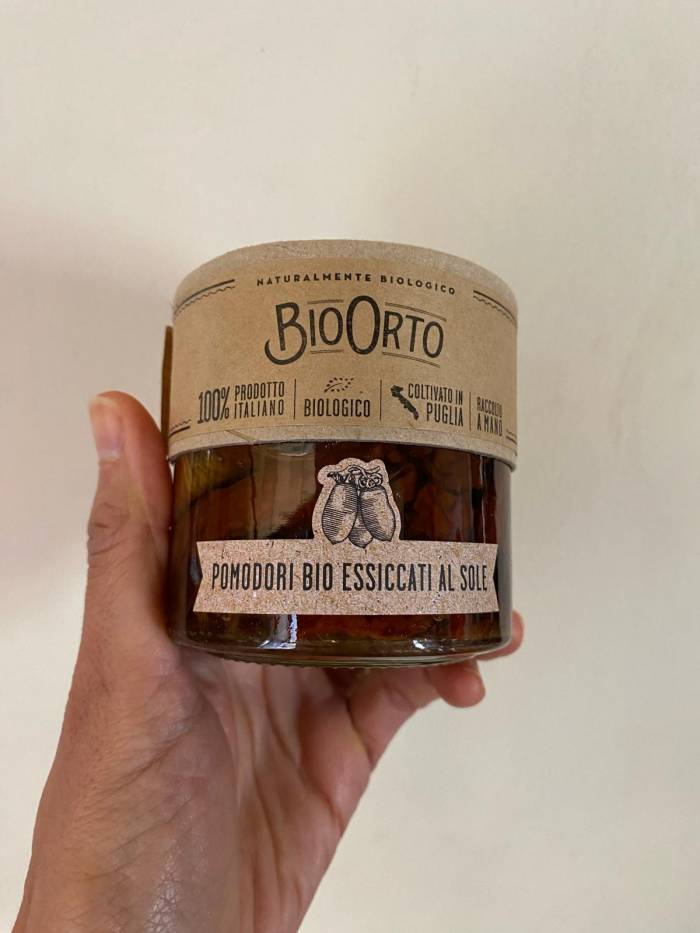 NATURALMENTE BIOLOGICO
BIOORTO
100% PRODOTTO ITALIANO
BIOLOGICO
COLTIVATO IN PUGLIA
RACCOLTO A MANO
POMODORI BIO ESSICCATI AL SOLE